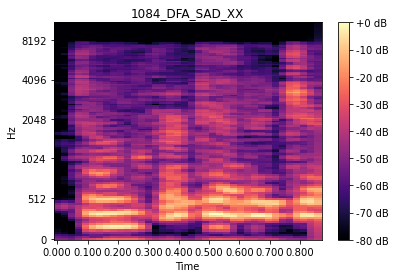 1084_DFA_SAD_XX
8192
4096
2048
1024
512
0
Hz
0.000 0.100 0.200 0.300 0.400 0.500 0.600 0.700 0.800
Time
+0 dB
-10 dB
-20 dB
-30 dB
-40 dB
-50 dB
-60 dB
-70 dB
-80 dB